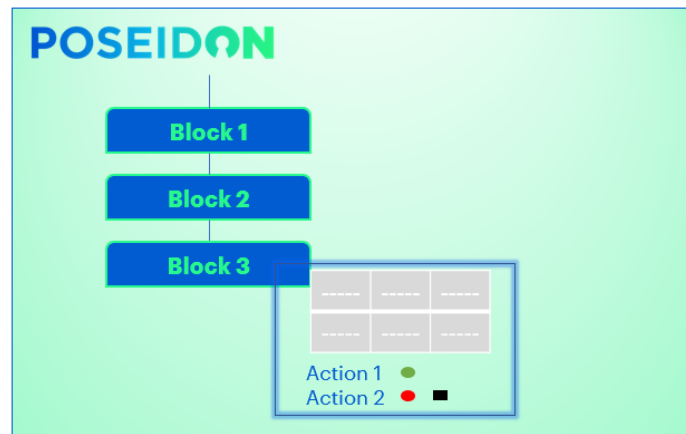 POSEIDON
Block 1
Block 2
Block 3
----- ----- -----
----- ----- -----
Action 1
Action 2